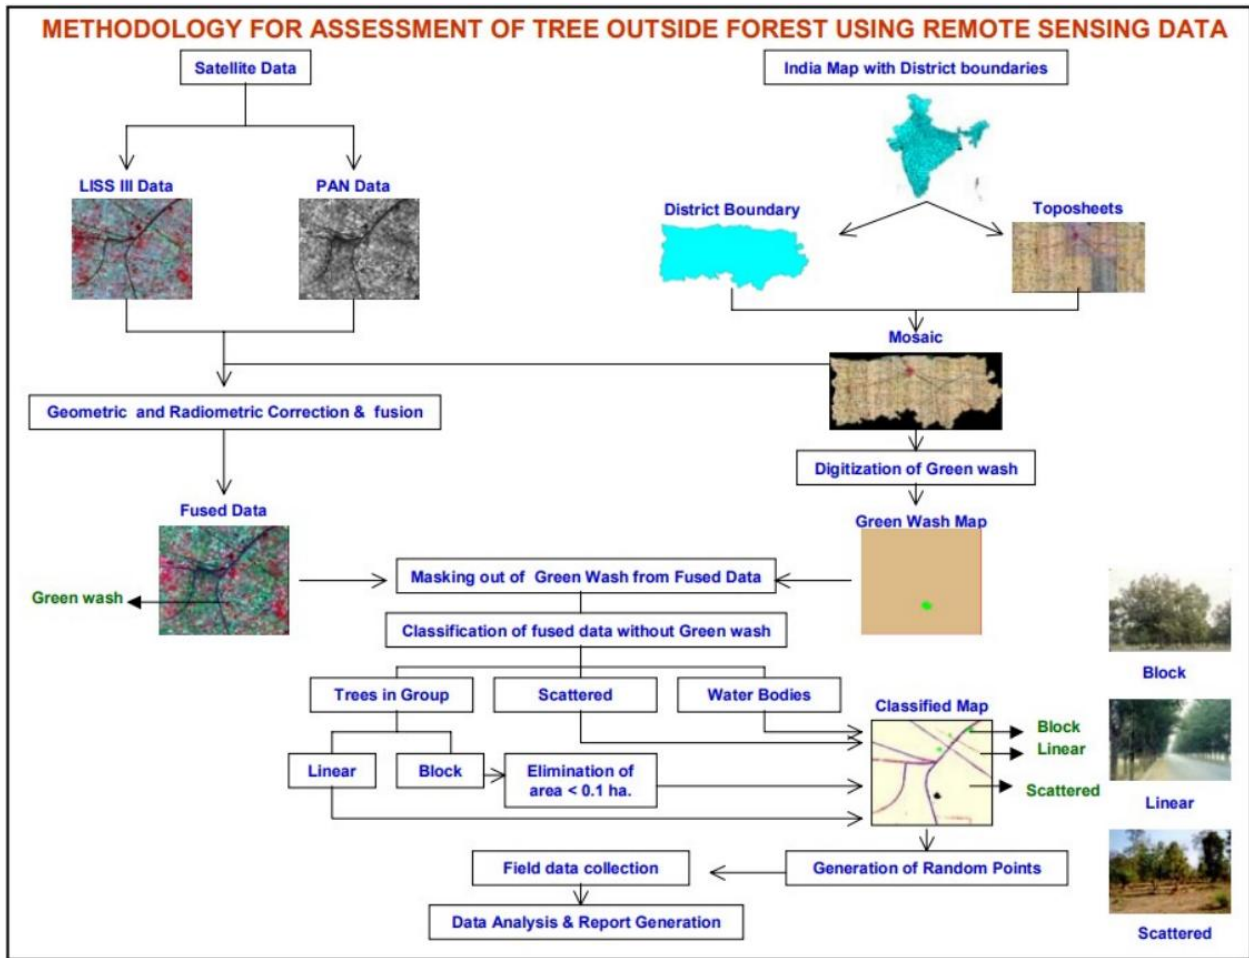 METHODOLOGY FOR ASSESSMENT OF TREE OUTSIDE FOREST USING REMOTE SENSING DATA
Satellite Data
India Map with District boundaries
LISS III Data
PAN Data
District Boundary
Toposheets
Mosaic
Geometric and Radiometric Correction & fusion
Digitization of Green wash
Fused Data
Green Wash Map
Masking out of Green Wash from Fused Data
Green wash
Classification of fused data without Green wash
Trees in Group
Scattered
Water Bodies
Classified Map
Block
Linear
Scattered
Linear
Block
Elimination of
area < 0.1 ha.
Generation of Random Points
Field data collection
Data Analysis & Report Generation
Block
Linear
Scattered